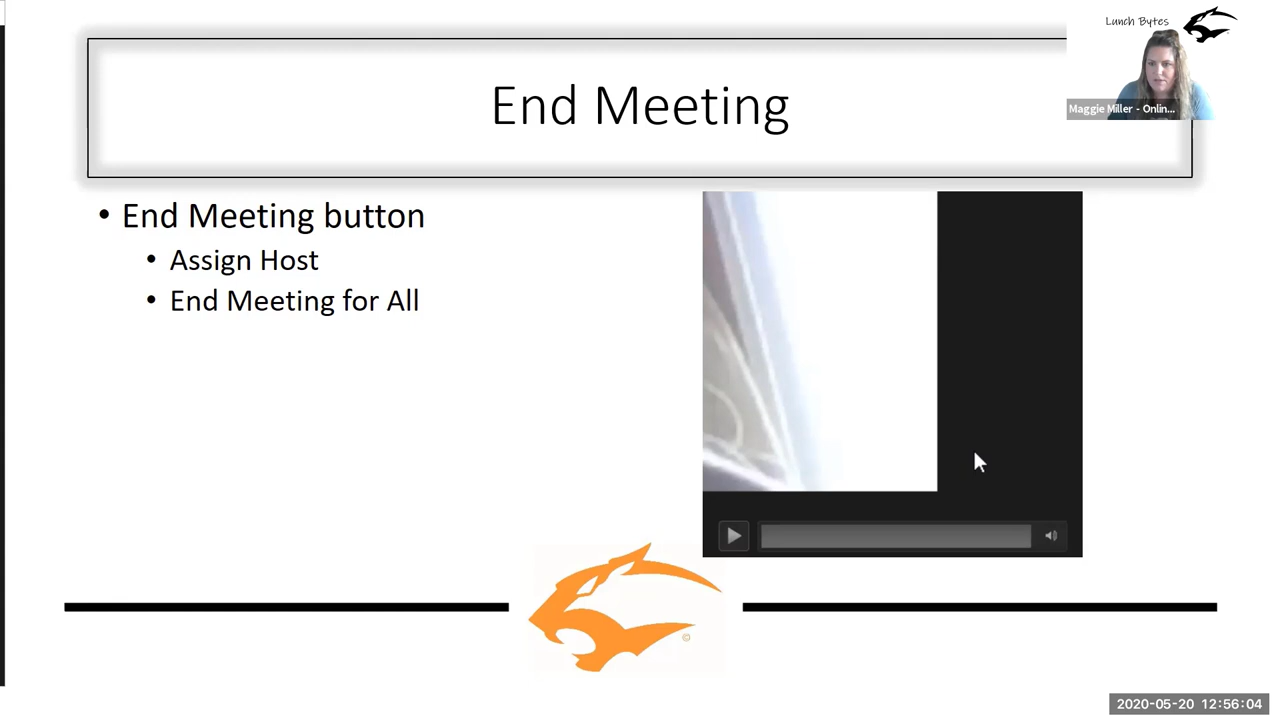 Lunch Bytes
End Meeting
Maggie Miller - Onlin...
• End Meeting button
• Assign Host
• End Meeting for All
2020-05-20 12:56:04